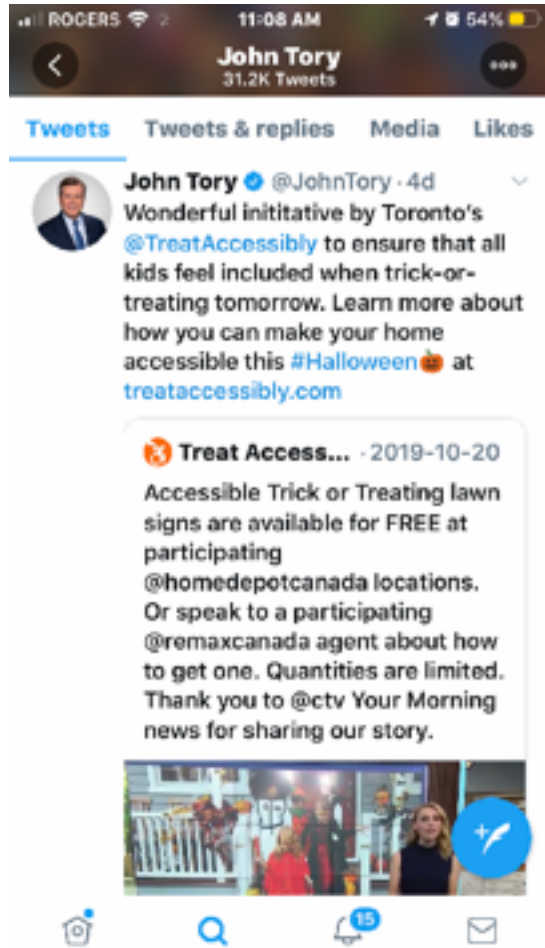 ROGERS 11:08 AM 54%
John Tory
31.2K Tweets
Tweets Tweets & replies Media Likes
John Tory @JohnTory · 4d
Wonderful inititative by Toronto's
@TreatAccessibly to ensure that all
kids feel included when trick-or-
treating tomorrow. Learn more about
how you can make your home
accessible this #Halloween🎃 at
treataccessibly.com
Treat Access... · 2019-10-20
Accessible Trick or Treating lawn
signs are available for FREE at
participating
@homedepotcanada locations.
Or speak to a participating
@remaxcanada agent about how
to get one. Quantities are limited.
Thank you to @ctv Your Morning
news for sharing our story.
15